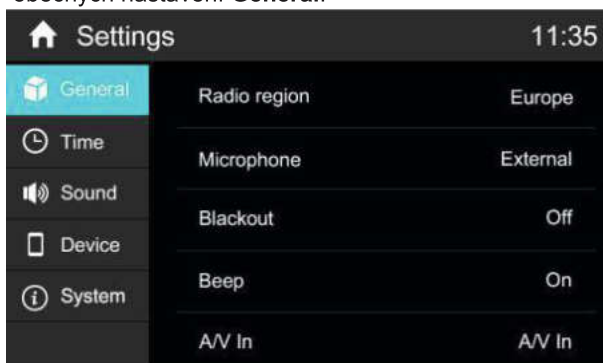 obecných nastavení General.
Settings 11:35
General
Radio region Europe
Time
Microphone External
Sound
Blackout Off
Device
Beep On
System
A/V In A/V In